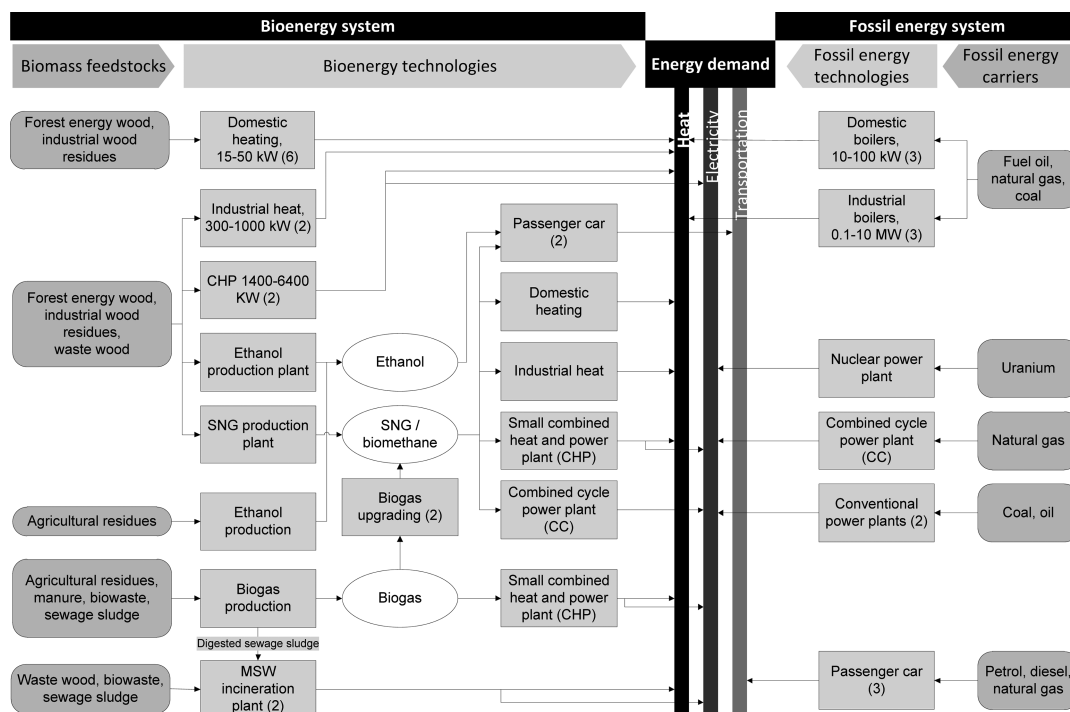 Bioenergy system
Fossil energy system
Biomass feedstocks
Bioenergy technologies
Energy demand
Fossil energy
technologies
Fossil energy
carriers
Heat
Electricity
Transportation
Forest energy wood,
industrial wood
residues
Domestic
heating,
15-50 kW (6)
Domestic
boilers,
10-100 kW (3)
Fuel oil,
natural gas,
coal
Industrial heat,
300-1000 kW (2)
Passenger car
(2)
Industrial
boilers,
0.1-10 MW (3)
Forest energy wood,
industrial wood
residues,
waste wood
CHP 1400-6400
KW (2)
Domestic
heating
Ethanol
production plant
Ethanol
Industrial heat
Nuclear power
plant
Uranium
SNG production
plant
SNG /
biomethane
Small combined
heat and power
plant (CHP)
Combined cycle
power plant
(CC)
Natural gas
Agricultural residues
Ethanol
production
Biogas
upgrading (2)
Combined cycle
power plant
(CC)
Conventional
power plants (2)
Coal, oil
Agricultural residues,
manure, biowaste,
sewage sludge
Biogas
production
Biogas
Small combined
heat and power
plant (CHP)
Digested sewage sludge
Waste wood, biowaste,
sewage sludge
MSW
incineration
plant (2)
Passenger car
(3)
Petrol, diesel,
natural gas